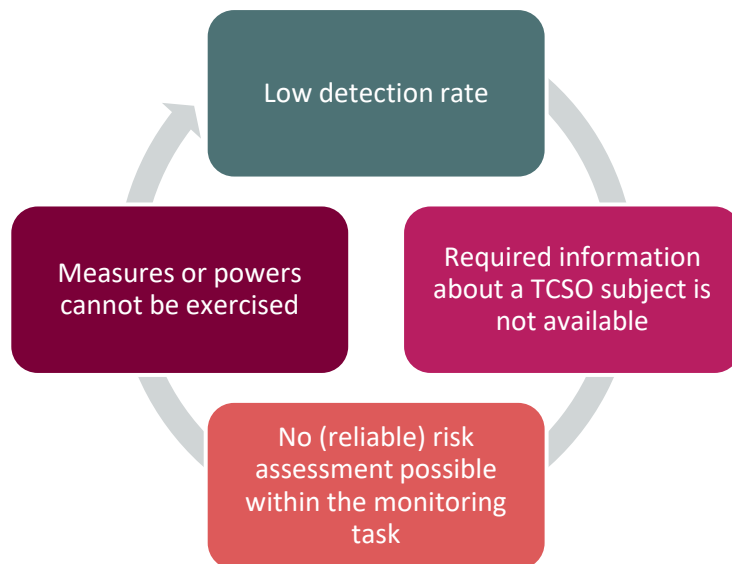 Low detection rate
Required information
about a TCSO subject is
not available
No (reliable) risk
assessment possible
within the monitoring
task
Measures or powers
cannot be exercised